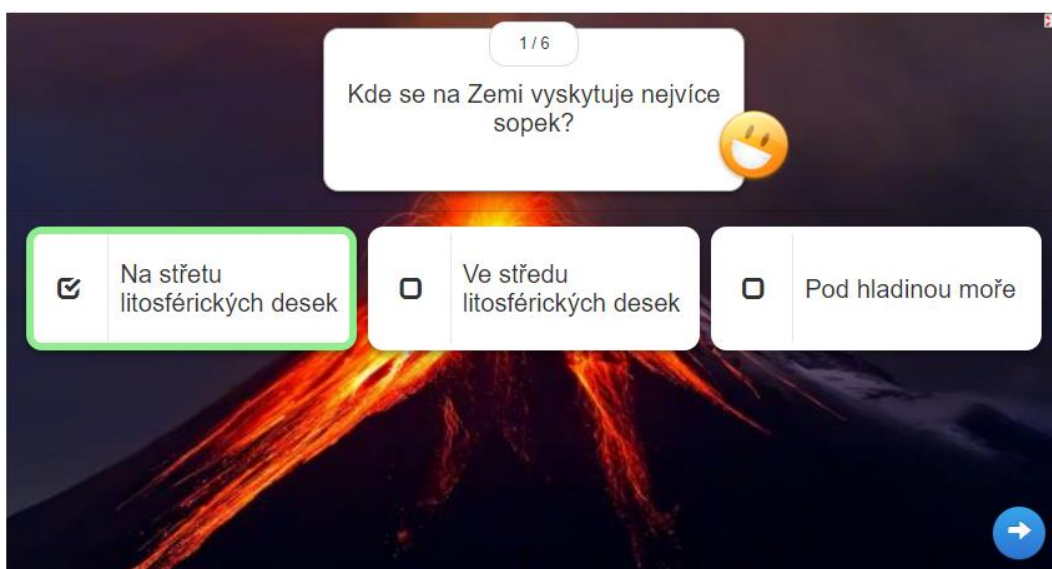 1 / 6
Kde se na Zemi vyskytuje nejvíce
sopek?
Na střetu
litosférických desek
Ve středu
litosférických desek
Pod hladinou moře